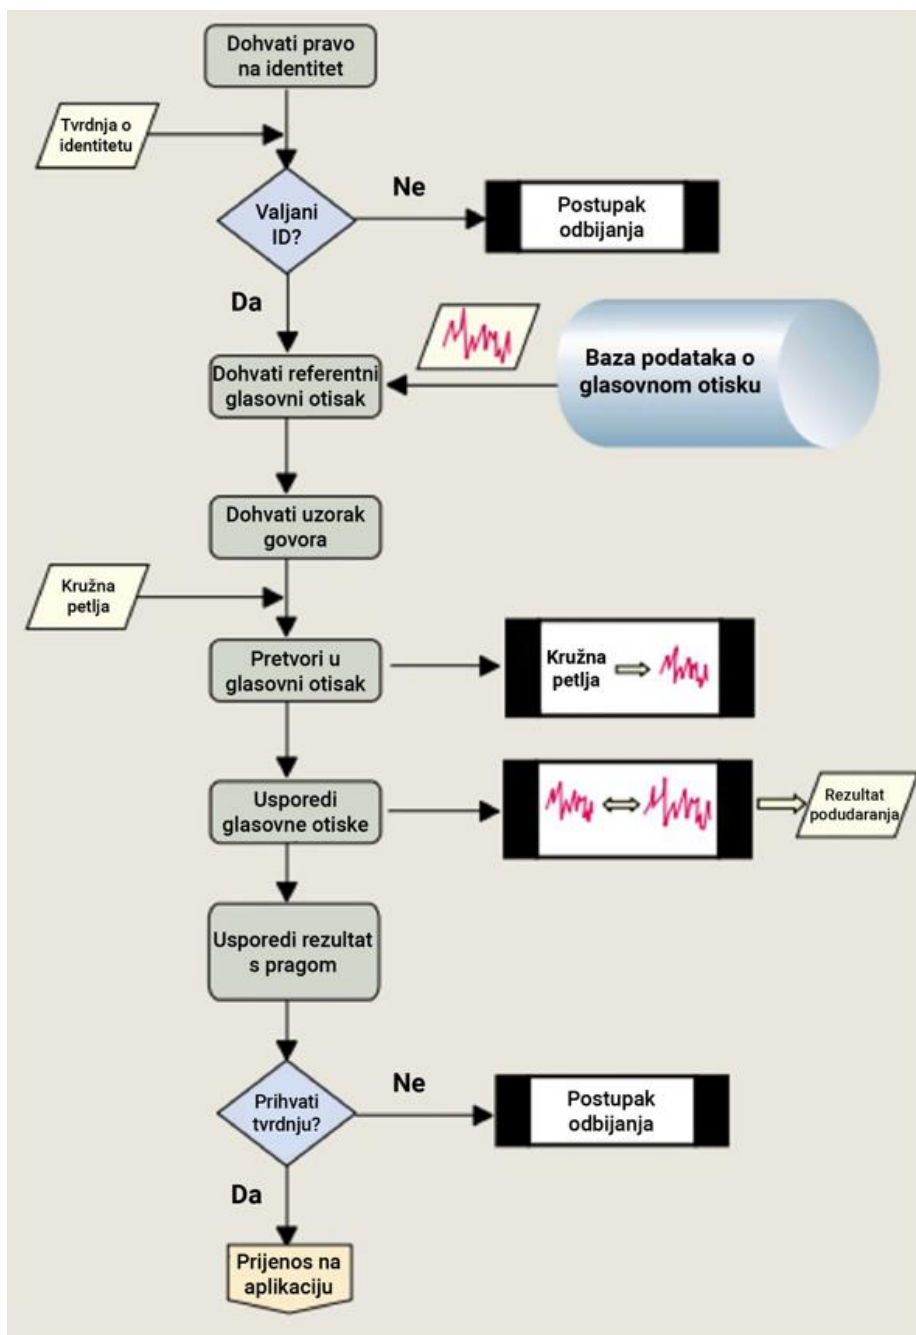 Dohvati pravo
na identitet
Tvrdnja o
identitetu
Valjani
ID?
Ne
Postupak
odbijanja
Da
Baza podataka o
glasovnom otisku
Dohvati referentni
glasovni otisak
Dohvati uzorak
govora
Kružna
petlja
Pretvori u
glasovni otisak
Kružna
petlja
Usporedi
glasovne otiske
Rezultat
podudaranja
Usporedi rezultat
s pragom
Prihvati
tvrdnju?
Ne
Postupak
odbijanja
Da
Prijenos na
aplikaciju